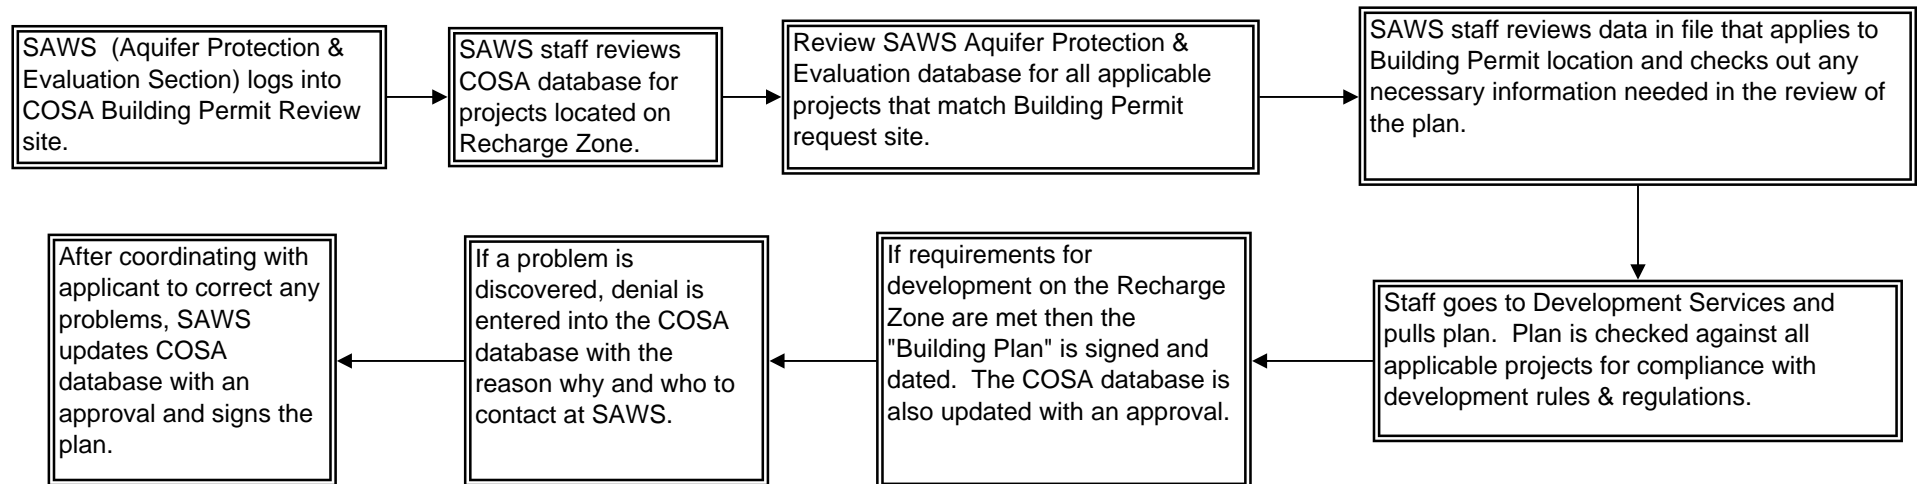 SAWS  (Aquifer Protection &
Evaluation Section) logs into
COSA Building Permit Review
site.
SAWS staff reviews
COSA database for
projects located on
Recharge Zone.
Review SAWS Aquifer Protection &
Evaluation database for all applicable
projects that match Building Permit
request site.
SAWS staff reviews data in file that applies to
Building Permit location and checks out any
necessary information needed in the review of
the plan.
Staff goes to Development Services and
pulls plan.  Plan is checked against all
applicable projects for compliance with
development rules & regulations.
If requirements for
development on the Recharge
Zone are met then the
"Building Plan" is signed and
dated.  The COSA database is
also updated with an approval.
If a problem is
discovered, denial is
entered into the COSA
database with the
reason why and who to
contact at SAWS.
After coordinating with
applicant to correct any
problems, SAWS
updates COSA
database with an
approval and signs the
plan.